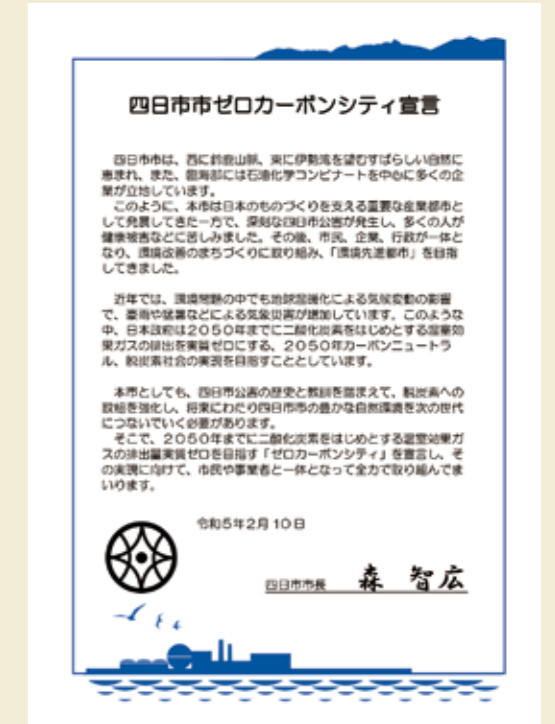 四日市市ゼロカーボンシティ宣言
四日市市は、西に鈴鹿山脈、東に伊勢湾を望むすばらしい自然に
恵まれ、また、臨海部には石油化学コンビナートを中心に多くの企
業が立地しています。
このように、本市は日本のものづくりを支える重要な産業都市と
して発展してきた一方で、深刻な四日市公害が発生し、多くの人が
健康被害などに苦しみました。その後、市民、企業、行政が一体と
なり、環境改善のまちづくりに取り組み、「環境先進都市」を目指
してきました。
近年では、環境問題の中でも地球温暖化による気候変動の影響
で、豪雨や猛暑などによる気象災害が増加しています。このような
中、日本政府は2050年までに二酸化炭素をはじめとする温室効
果ガスの排出を実質ゼロにする、2050年カーボンニュートラ
ル、脱炭素社会の実現を目指すこととしています。
本市としても、四日市公害の歴史と教訓を踏まえて、脱炭素への
取組を強化し、将来にわたり四日市市の豊かな自然環境を次の世代
につないでいく必要があります。
そこで、2050年までに二酸化炭素をはじめとする温室効果ガ
スの排出量実質ゼロを目指す「ゼロカーボンシティ」を宣言し、そ
の実現に向けて、市民や事業者と一体となって全力で取り組んでま
いります。
令和5年2月10日
四日市市長 森 智広